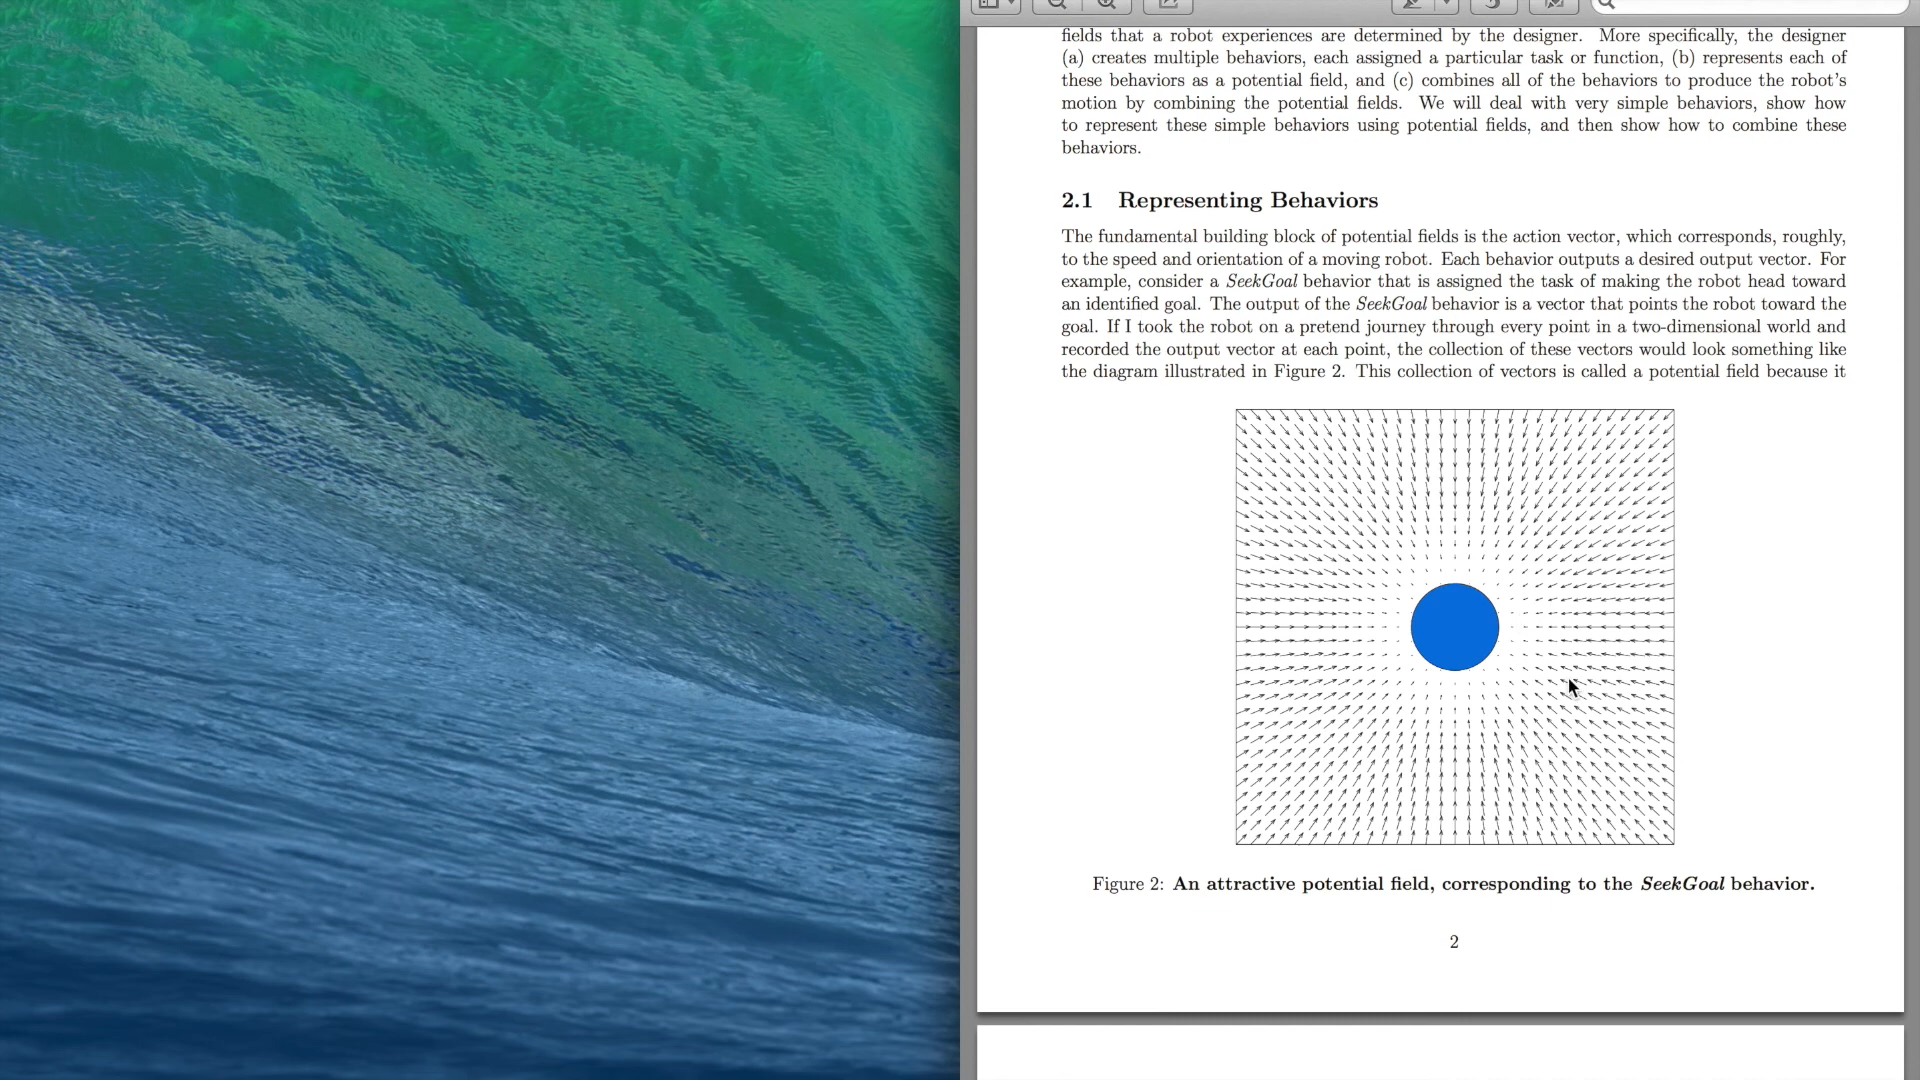 fields that a robot experiences are determined by the designer. More specifically, the designer
(a) creates multiple behaviors, each assigned a particular task or function, (b) represents each of
these behaviors as a potential field, and (c) combines all of the behaviors to produce the robot's
motion by combining the potential fields. We will deal with very simple behaviors, show how
to represent these simple behaviors using potential fields, and then show how to combine these
behaviors.
2.1 Representing Behaviors
The fundamental building block of potential fields is the action vector, which corresponds, roughly,
to the speed and orientation of a moving robot. Each behavior outputs a desired output vector. For
example, consider a SeekGoal behavior that is assigned the task of making the robot head toward
an identified goal. The output of the SeekGoal behavior is a vector that points the robot toward the
goal. If I took the robot on a pretend journey through every point in a two-dimensional world and
recorded the output vector at each point, the collection of these vectors would look something like
the diagram illustrated in Figure 2. This collection of vectors is called a potential field because it
Figure 2: An attractive potential field, corresponding to the SeekGoal behavior.
2